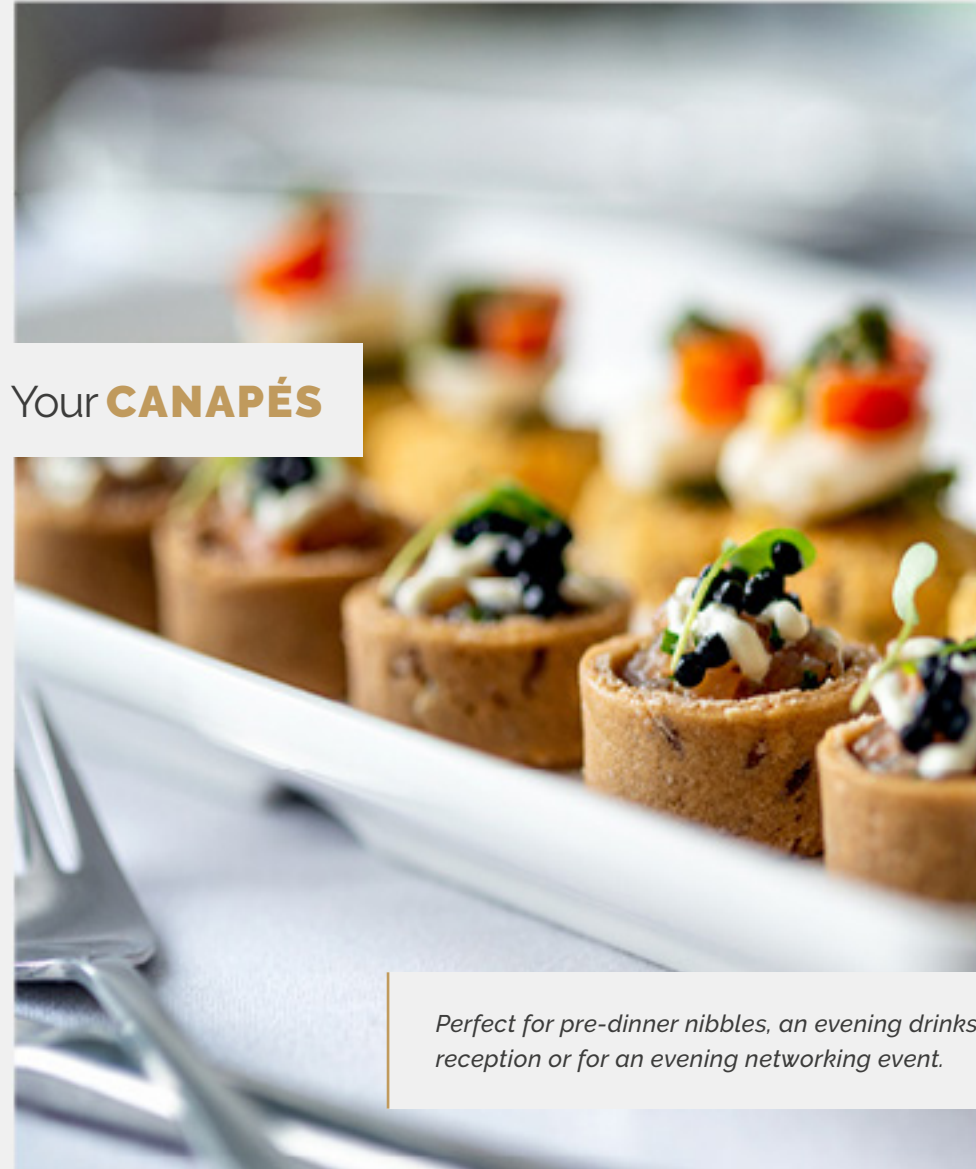 Your CANAPÉS
Perfect for pre-dinner nibbles, an evening drinks
reception or for an evening networking event.